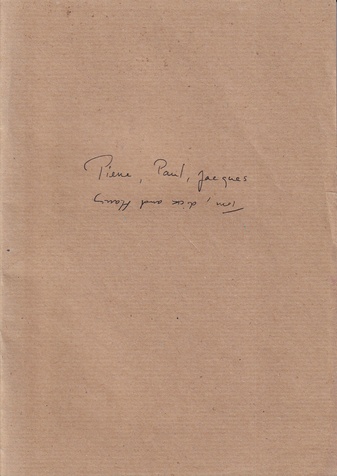 Pierre, Paul, Jacques
Tom, dick and Harry